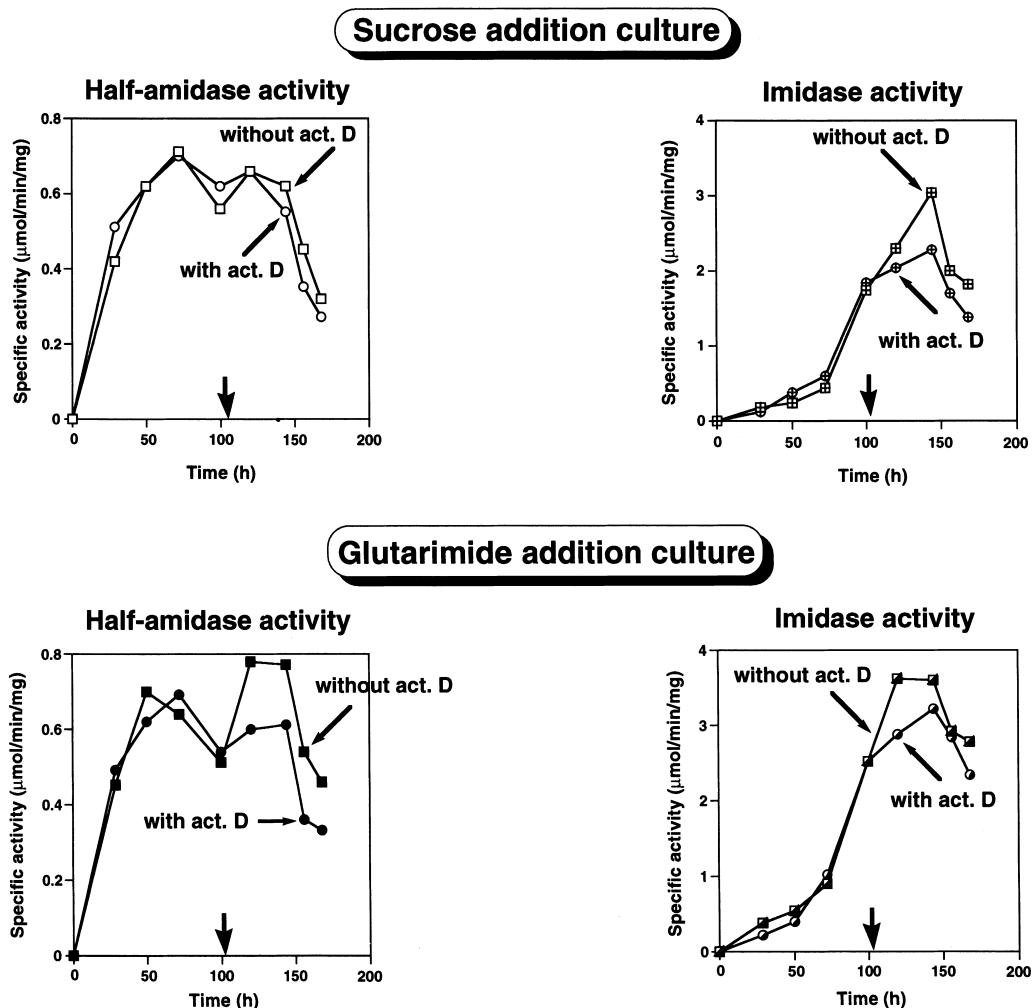 Sucrose addition culture
Half-amidase activity
Specific activity (μmol/min/mg)
0.8
0.6
0.4
0.2
0
0
50
100
150
200
Time (h)
without act. D
with act. D
Imidase activity
Specific activity (μmol/min/mg)
4
3
2
1
0
0
50
100
150
200
Time (h)
without act. D
with act. D
Glutarimide addition culture
Half-amidase activity
Specific activity (μmol/min/mg)
0.8
0.6
0.4
0.2
0
0
50
100
150
200
Time (h)
without act. D
with act. D
Imidase activity
Specific activity (μmol/min/mg)
4
3
2
1
0
0
50
100
150
200
Time (h)
without act. D
with act. D